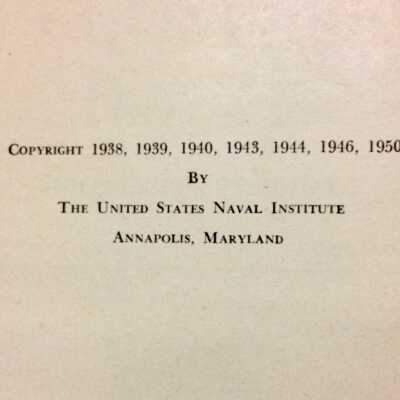 COPYRIGHT 1938, 1939, 1940, 1943, 1944, 1946, 1950
BY
THE UNITED STATES NAVAL INSTITUTE
ANNAPOLIS, MARYLAND